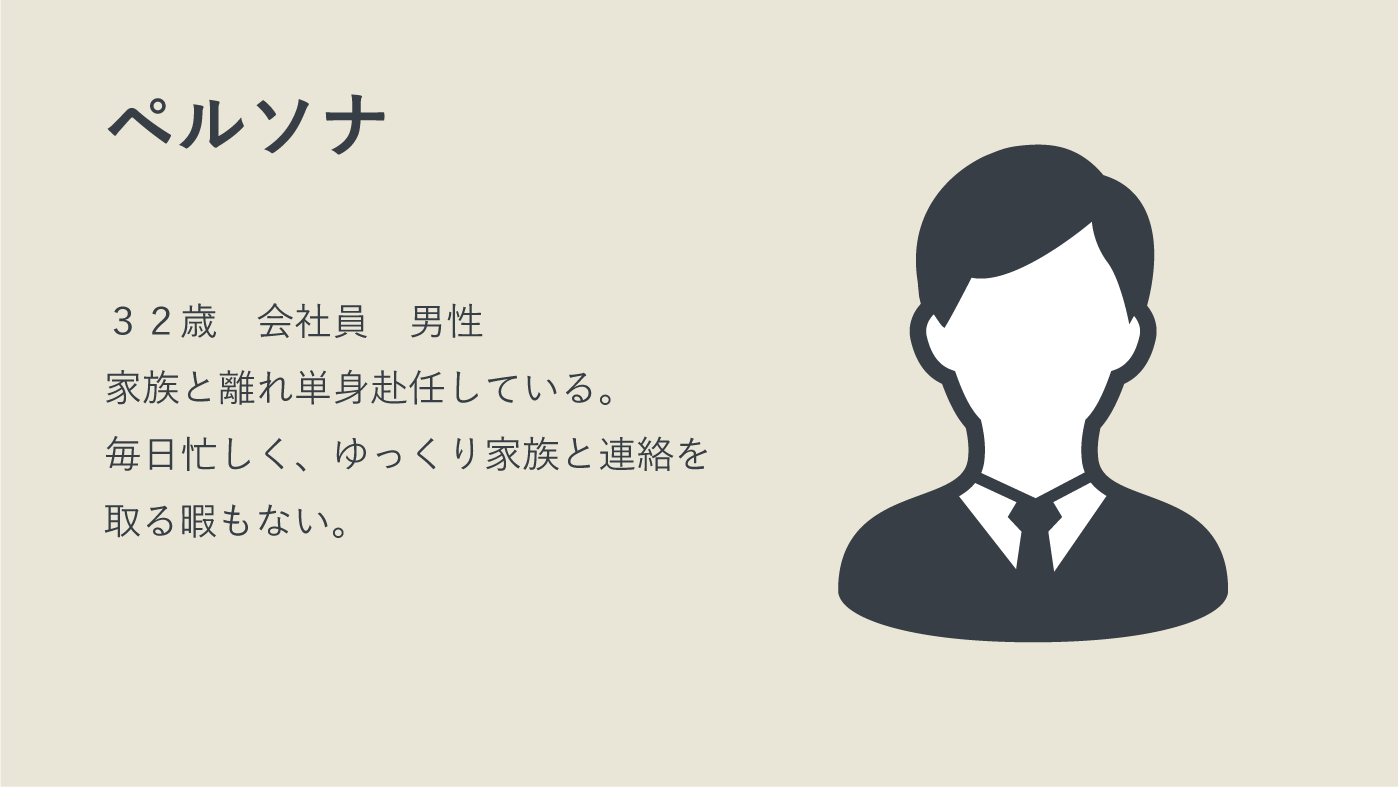 ペルソナ
３２歳　会社員　男性
家族と離れ単身赴任している。
毎日忙しく、ゆっくり家族と連絡を
取る暇もない。